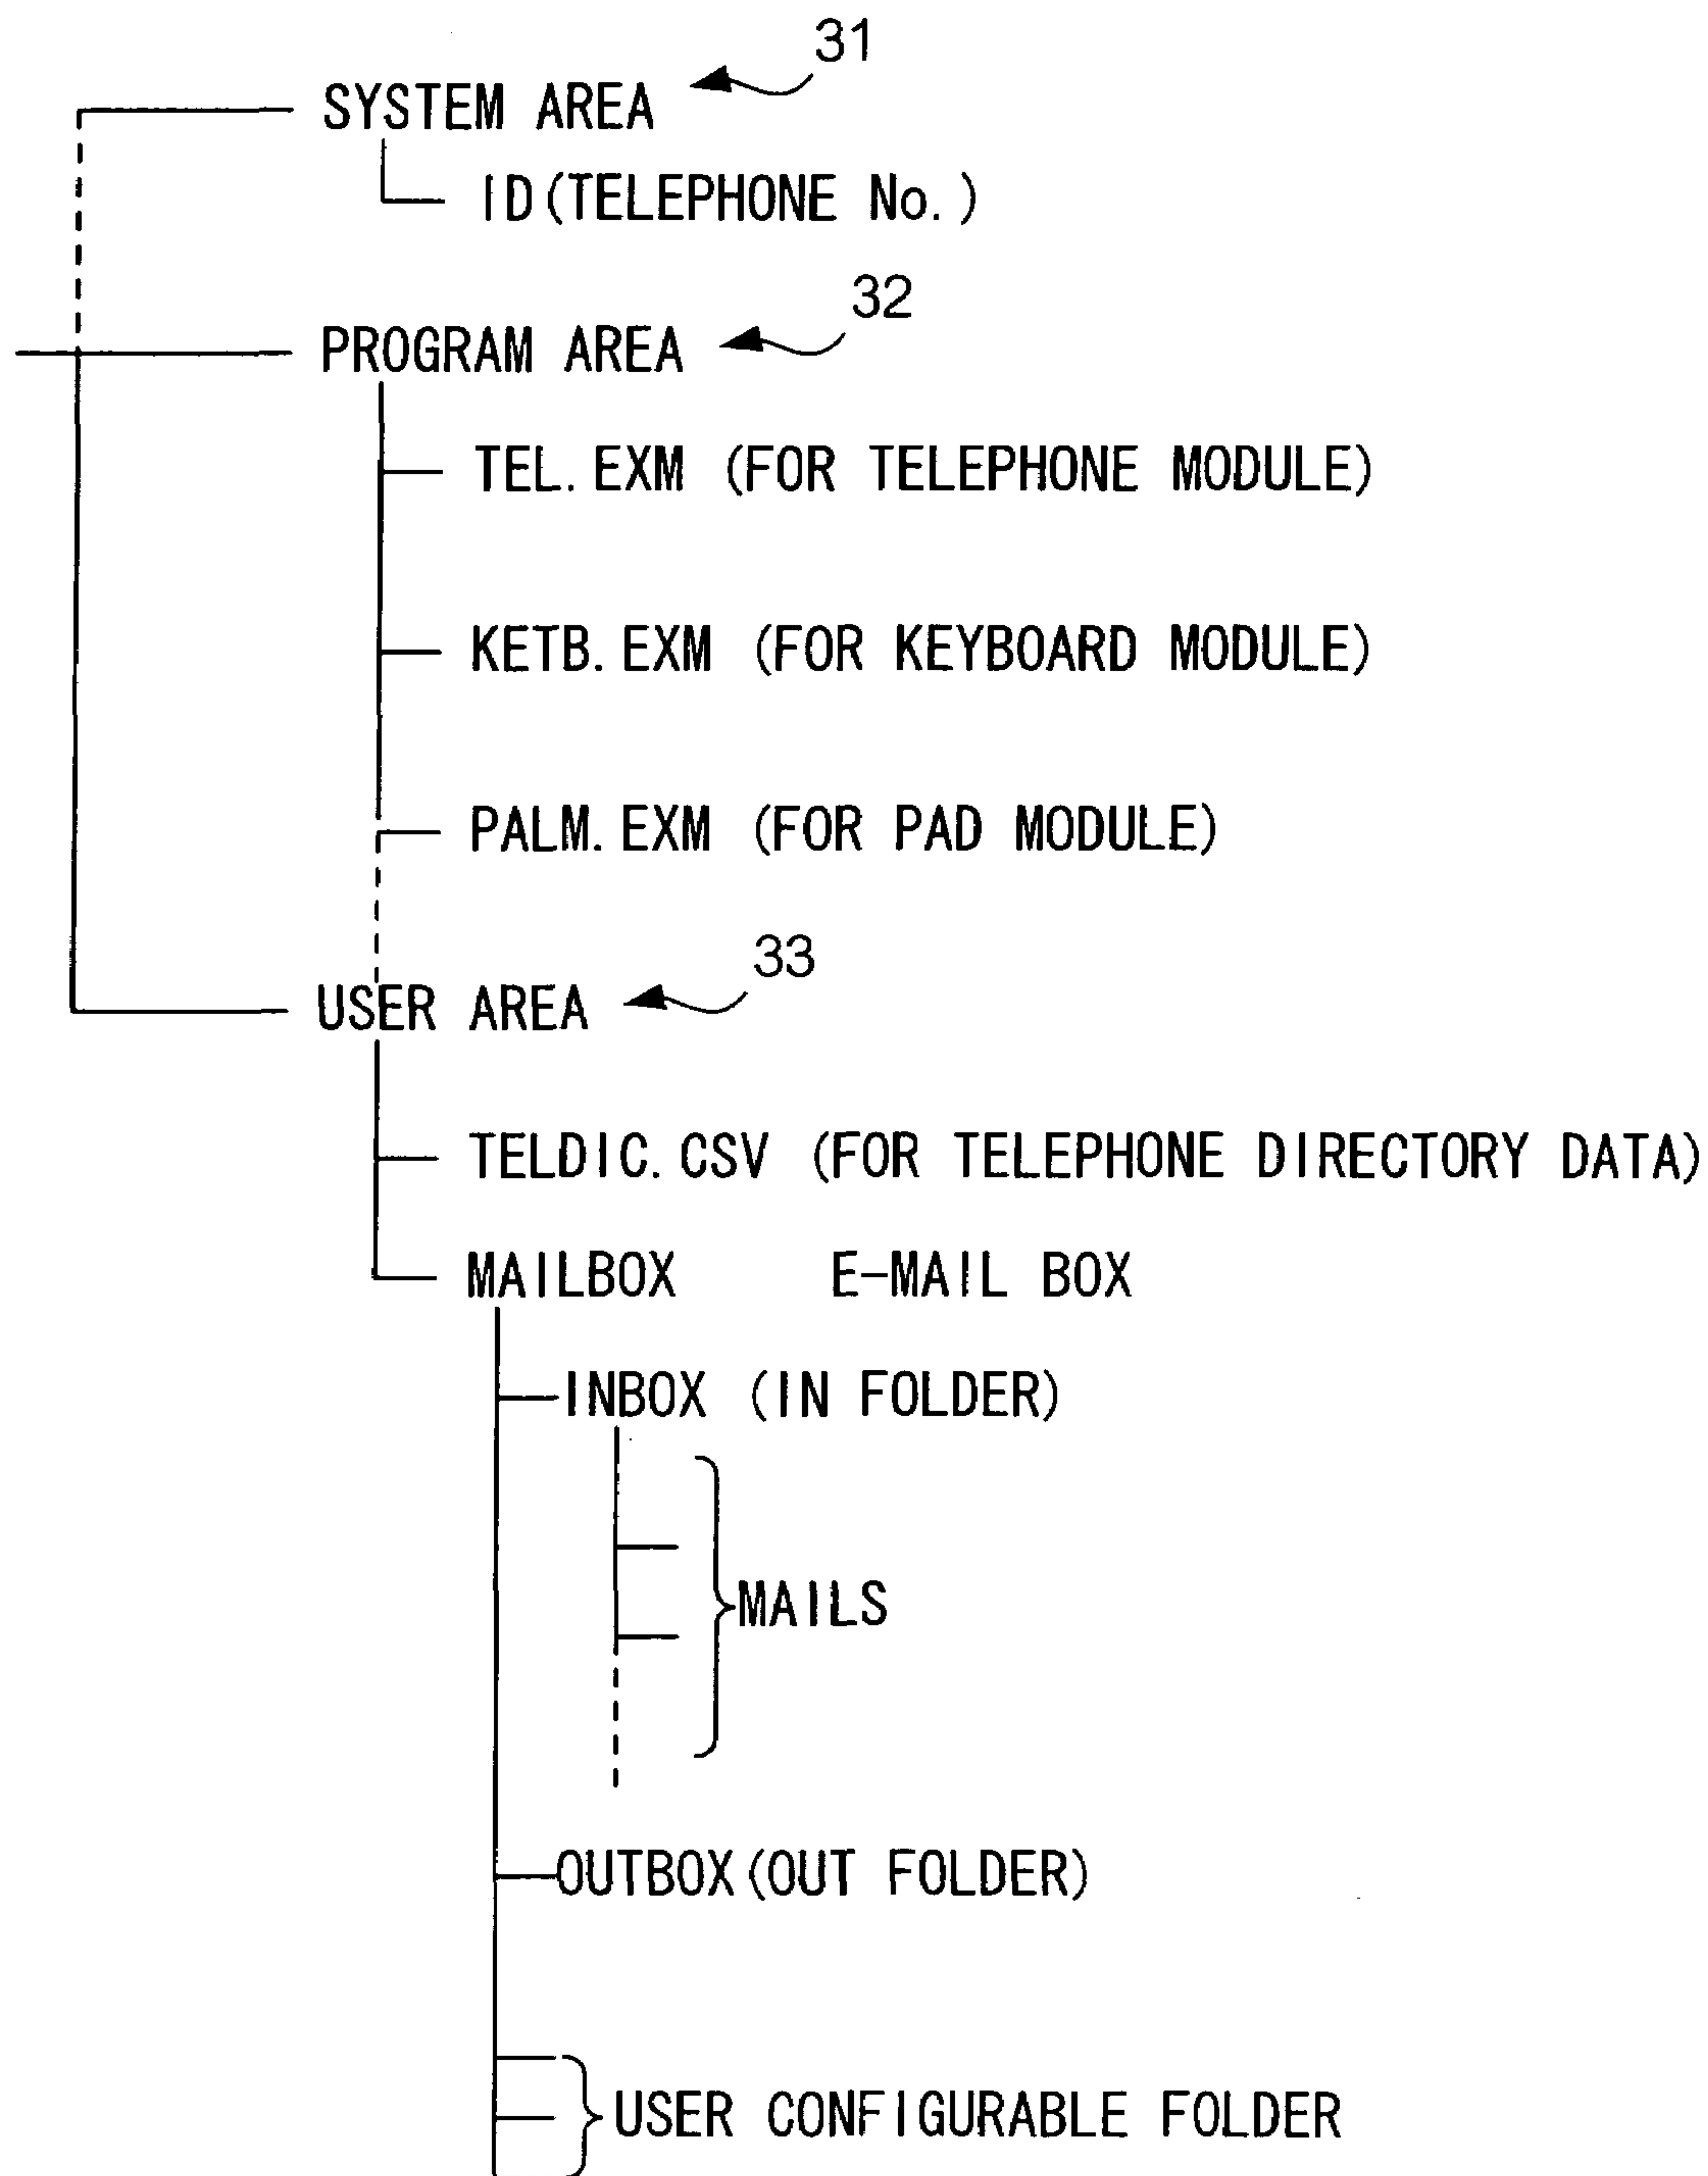 31
SYSTEM AREA
ID(TELEPHONE No.)
32
PROGRAM AREA
TEL.EXM (FOR TELEPHONE MODULE)
KETB.EXM (FOR KEYBOARD MODULE)
PALM.EXM (FOR PAD MODULE)
33
USER AREA
TELDIC.CSV (FOR TELEPHONE DIRECTORY DATA)
MAILBOX E-MAIL BOX
INBOX (IN FOLDER)
MAILS
OUTBOX(OUT FOLDER)
USER CONFIGURABLE FOLDER